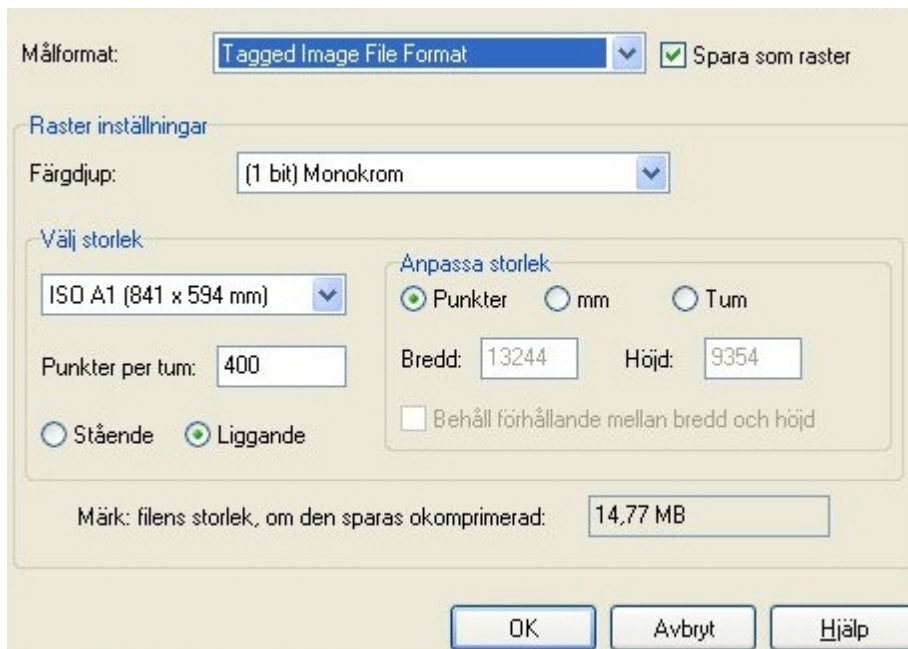 Målformat: Tagged Image File Format Spara som raster
Raster inställningar
Färgdjup: (1 bit) Monokrom
Välj storlek
ISO A1 (841 x 594 mm)
Punkter per tum: 400
Stående Liggande
Anpassa storlek
Punkter mm Tum
Bredd: 13244 Höjd: 9354
Behåll förhållande mellan bredd och höjd
Märk: filens storlek, om den sparas okomprimerad: 14,77 MB
OK Avbryt Hjälp